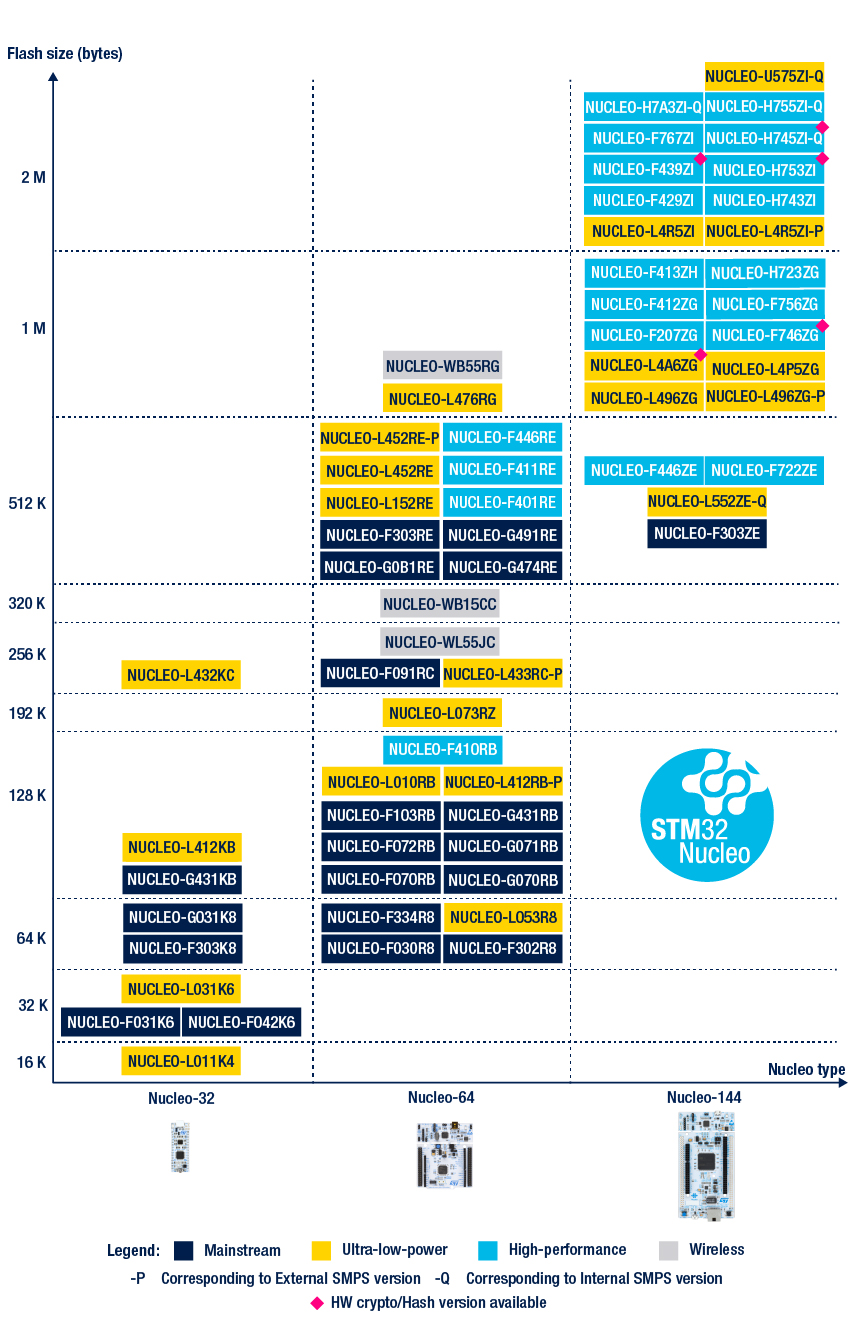 Flash size (bytes)
NUCLEO-U575ZI-Q
NUCLEO-H7A3ZI-Q NUCLEO-H755ZI-Q
NUCLEO-F767ZI NUCLEO-H745ZI-Q
2 M NUCLEO-F439ZI NUCLEO-H753ZI
NUCLEO-F429ZI NUCLEO-H743ZI
NUCLEO-L4R5ZI NUCLEO-L4R5ZI-P
NUCLEO-F413ZH NUCLEO-H723ZG
NUCLEO-F412ZG NUCLEO-F756ZG
1 M NUCLEO-F207ZG NUCLEO-F746ZG
NUCLEO-WB55RG NUCLEO-L4A6ZG NUCLEO-L4P5ZG
NUCLEO-L476RG NUCLEO-L496ZG NUCLEO-L496ZG-P
NUCLEO-L452RE-P NUCLEO-F446RE
NUCLEO-L452RE NUCLEO-F411RE NUCLEO-F446ZE NUCLEO-F722ZE
512 K NUCLEO-L152RE NUCLEO-F401RE NUCLEO-L552ZE-Q
NUCLEO-F303RE NUCLEO-G491RE NUCLEO-F303ZE
NUCLEO-G0B1RE NUCLEO-G474RE
320 K NUCLEO-WB15CC
256 K NUCLEO-WL55JC
NUCLEO-L432KC NUCLEO-F091RC NUCLEO-L433RC-P
192 K NUCLEO-L073RZ
NUCLEO-F410RB
128 K NUCLEO-L010RB NUCLEO-L412RB-P
NUCLEO-F103RB NUCLEO-G431RB
NUCLEO-L412KB NUCLEO-F072RB NUCLEO-G071RB
NUCLEO-G431KB NUCLEO-F070RB NUCLEO-G070RB
STM32
Nucleo
NUCLEO-G031K8 NUCLEO-F334R8 NUCLEO-L053R8
64 K NUCLEO-F303K8 NUCLEO-F030R8 NUCLEO-F302R8
NUCLEO-L031K6
32 K NUCLEO-F031K6 NUCLEO-F042K6
16 K NUCLEO-L011K4
Nucleo type
Nucleo-32 Nucleo-64 Nucleo-144
Legend: Mainstream Ultra-low-power High-performance Wireless
-P Corresponding to External SMPS version -Q Corresponding to Internal SMPS version
HW crypto/Hash version available